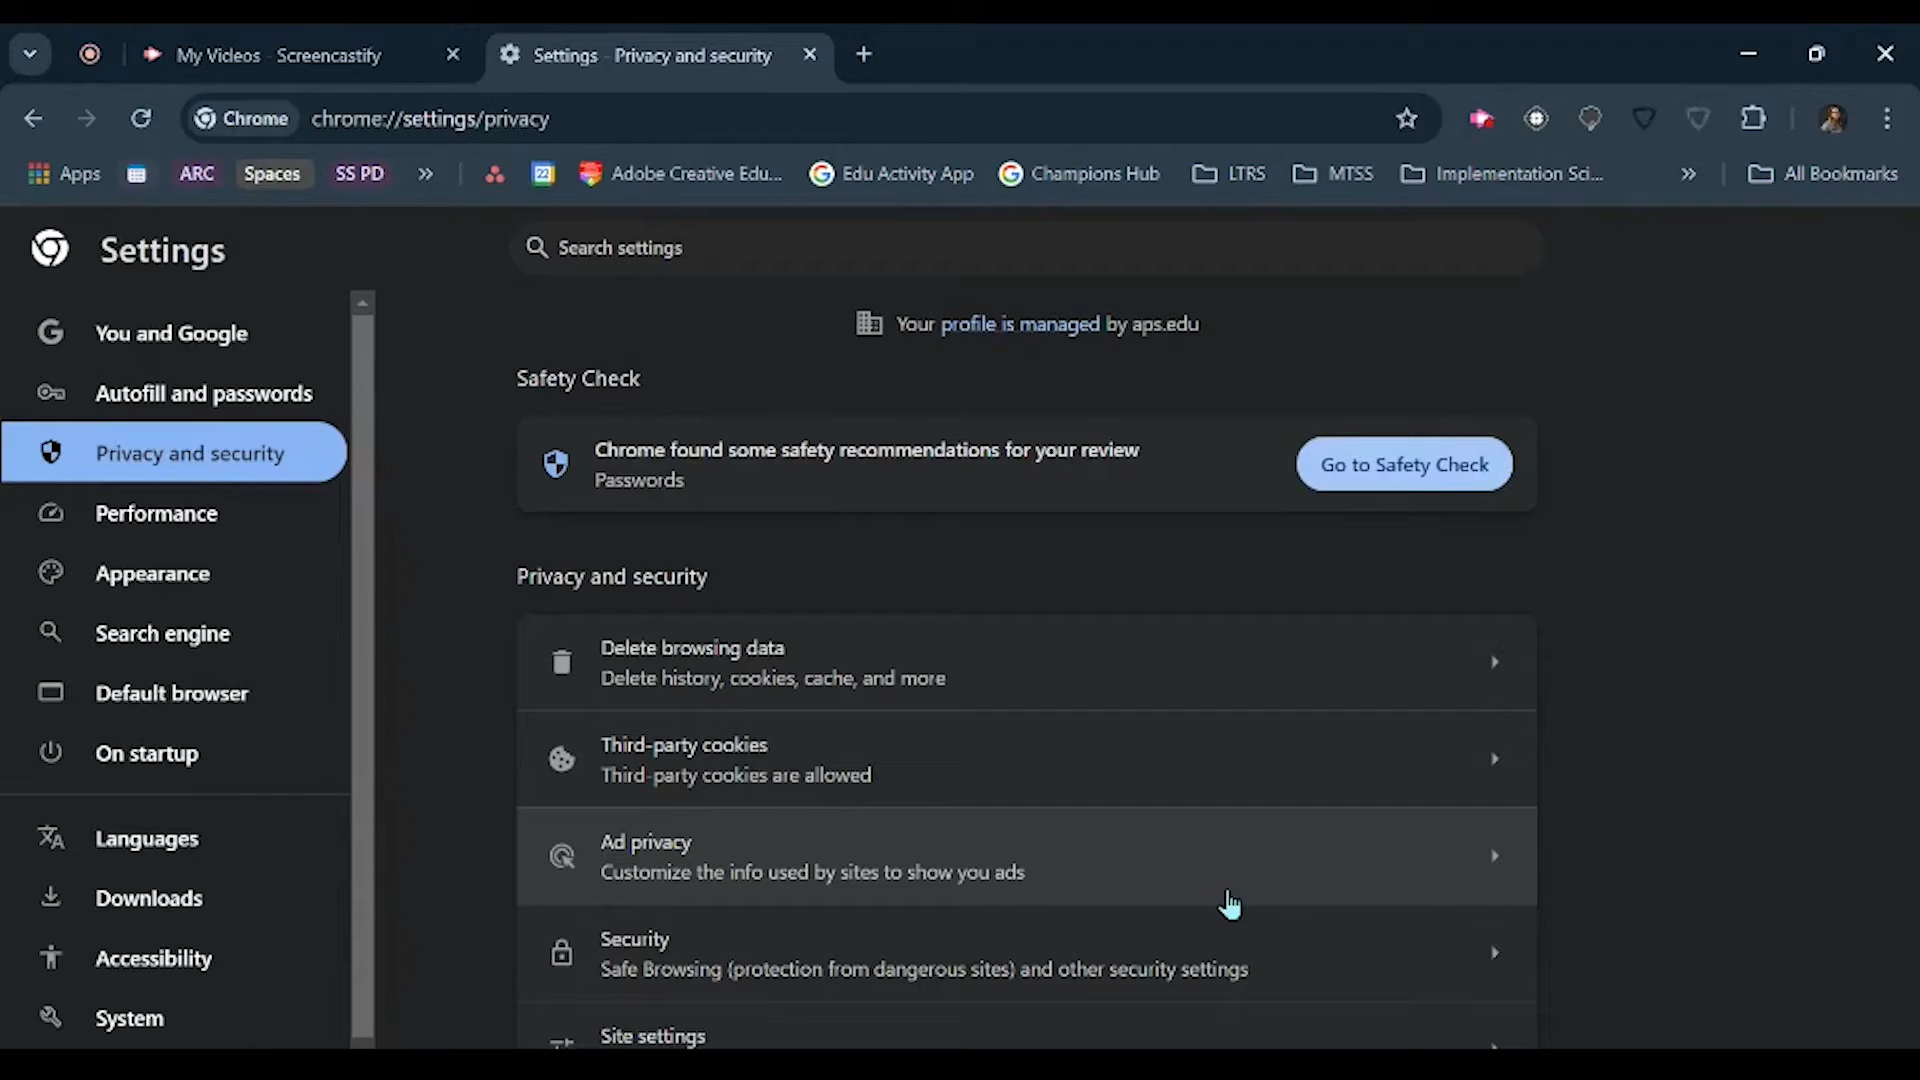 My Videos - Screencastify
Settings - Privacy and security
Chrome
chrome://settings/privacy
Apps
ARC
Spaces
SS PD
22
Adobe Creative Edu...
Edu Activity App
Champions Hub
LTRS
MTSS
Implementation Sci...
All Bookmarks
Settings
Search settings
You and Google
Autofill and passwords
Privacy and security
Performance
Appearance
Search engine
Default browser
On startup
Languages
Downloads
Accessibility
System
Your profile is managed by aps.edu
Safety Check
Chrome found some safety recommendations for your review
Passwords
Go to Safety Check
Privacy and security
Delete browsing data
Delete history, cookies, cache, and more
Third-party cookies
Third-party cookies are allowed
Ad privacy
Customize the info used by sites to show you ads
Security
Safe Browsing (protection from dangerous sites) and other security settings
Site settings